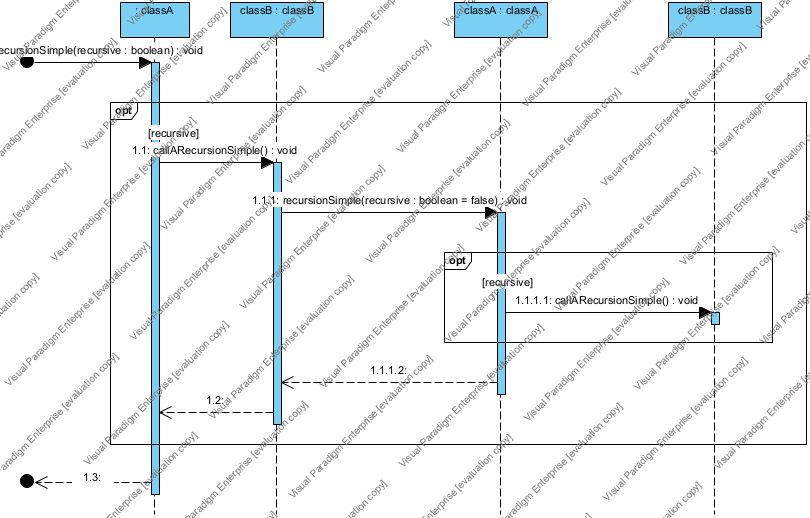 : classA
classB : classB
classA : classA
classB : classB
ecursionSimple(recursive : boolean) : void
opt
[recursive]
1.1: callARecursionSimple() : void
1.1.1: recursionSimple(recursive : boolean = false) : void
opt
[recursive]
1.1.1.1: callARecursionSimple() : void
1.1.1.2:
1.2:
1.3:
Visual Paradigm Enterprise [evaluation copy]